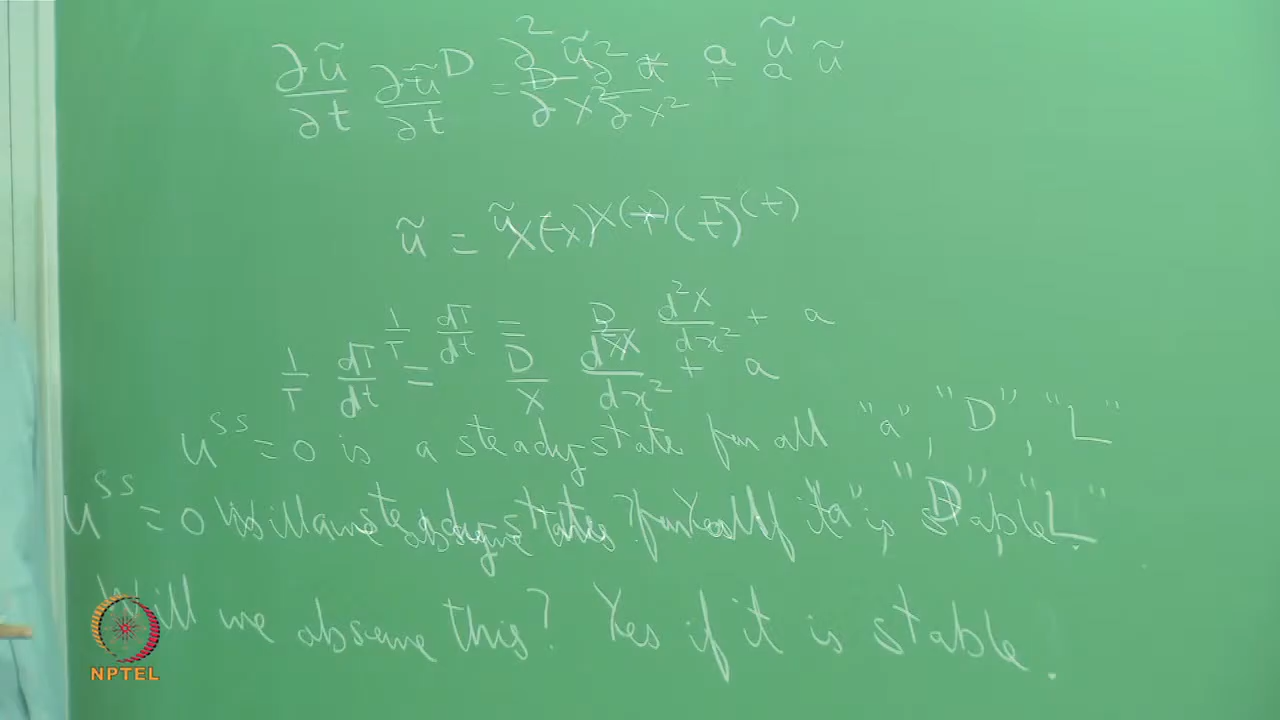 ∂ũ/∂t = D ∂²ũ/∂x² + a ũ
ũ = X(x) T(t)
1/T dT/dt = D/X d²X/dx² + a
u^ss = 0 is a steady state for all "a", "D", "L"
Will we observe this? Yes if it is stable.
NPTEL